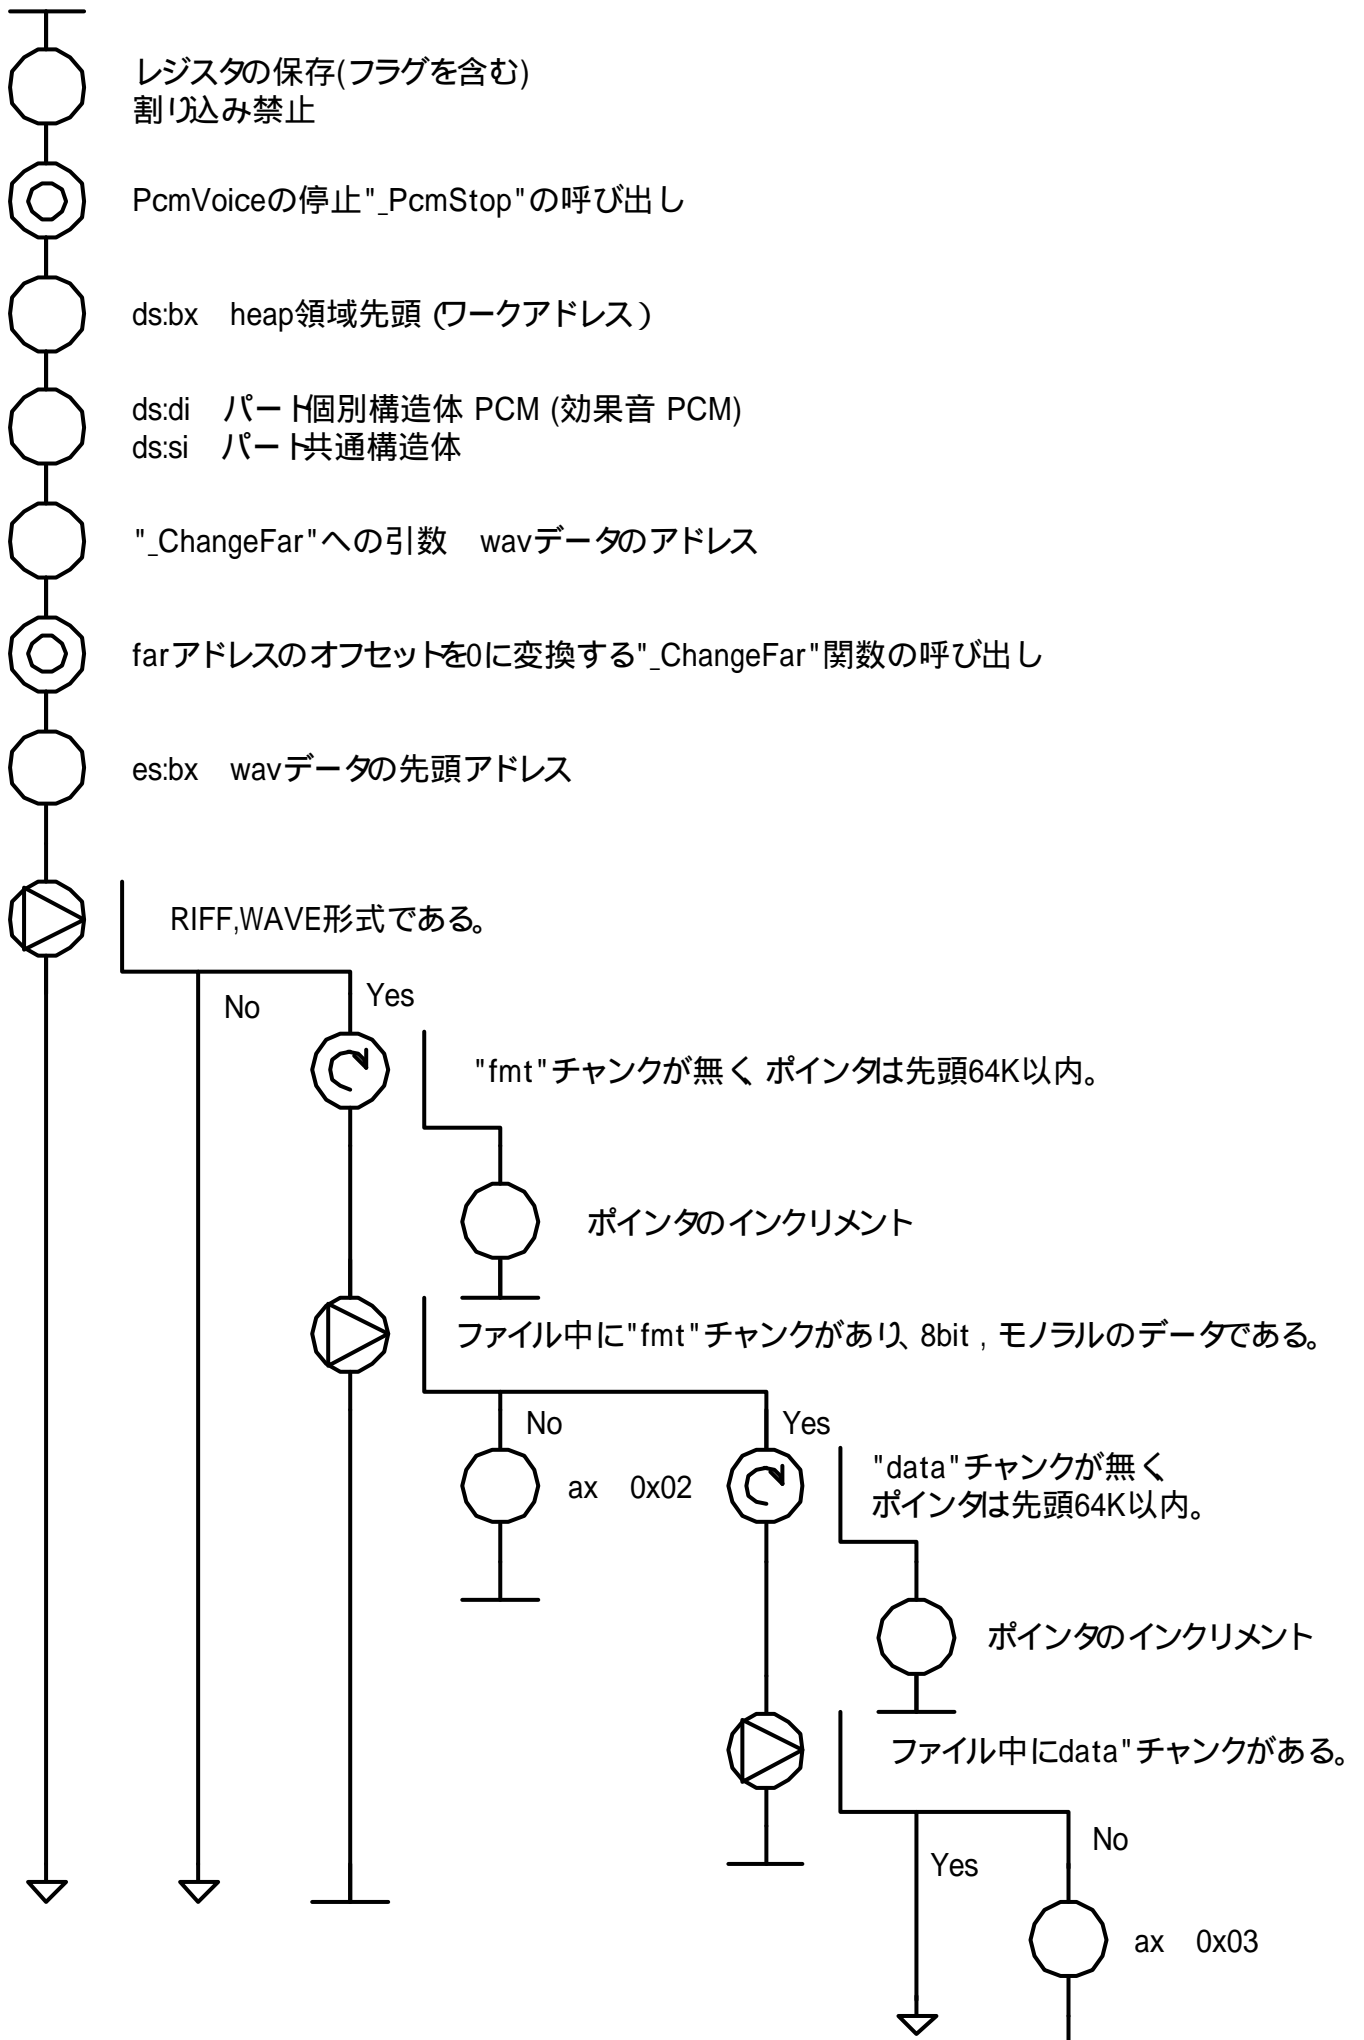 レジスタの保存(フラグを含む)
割り込み禁止
PcmVoiceの停止"_PcmStop"の呼び出し
ds:bx　heap領域先頭(ワークアドレス)
ds:di　パート個別構造体 PCM (効果音 PCM)
ds:si　パート共通構造体
"_ChangeFar"への引数　wavデータのアドレス
farアドレスのオフセットを0に変換する"_ChangeFar"関数の呼び出し
es:bx　wavデータの先頭アドレス
RIFF,WAVE形式である。
No
Yes
"fmt"チャンクが無く、ポインタは先頭64K以内。
ポインタのインクリメント
ファイル中に"fmt"チャンクがあり、8bit , モノラルのデータである。
No
Yes
ax　0x02
"data"チャンクが無く
ポインタは先頭64K以内。
ポインタのインクリメント
ファイル中にdata"チャンクがある。
Yes
No
ax　0x03